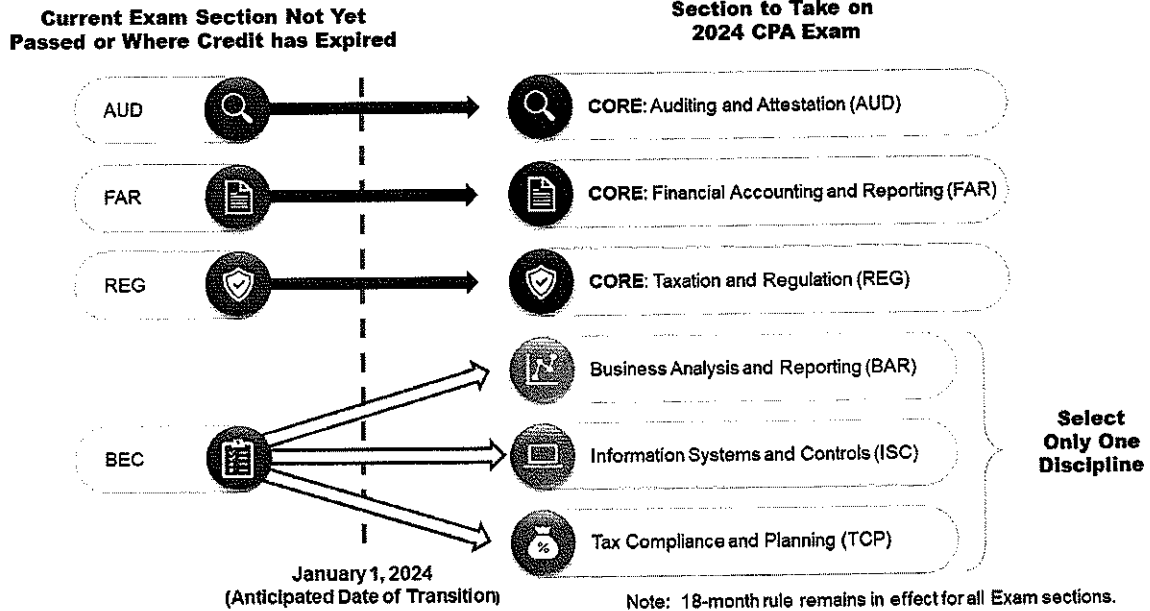 Current Exam Section Not Yet
Passed or Where Credit has Expired
Section to Take on
2024 CPA Exam
AUD
CORE: Auditing and Attestation (AUD)
FAR
CORE: Financial Accounting and Reporting (FAR)
REG
CORE: Taxation and Regulation (REG)
Business Analysis and Reporting (BAR)
BEC
Information Systems and Controls (ISC)
%
Tax Compliance and Planning (TCP)
Select
Only One
Discipline
January 1, 2024
(Anticipated Date of Transition)
Note: 18-month rule remains in effect for all Exam sections.